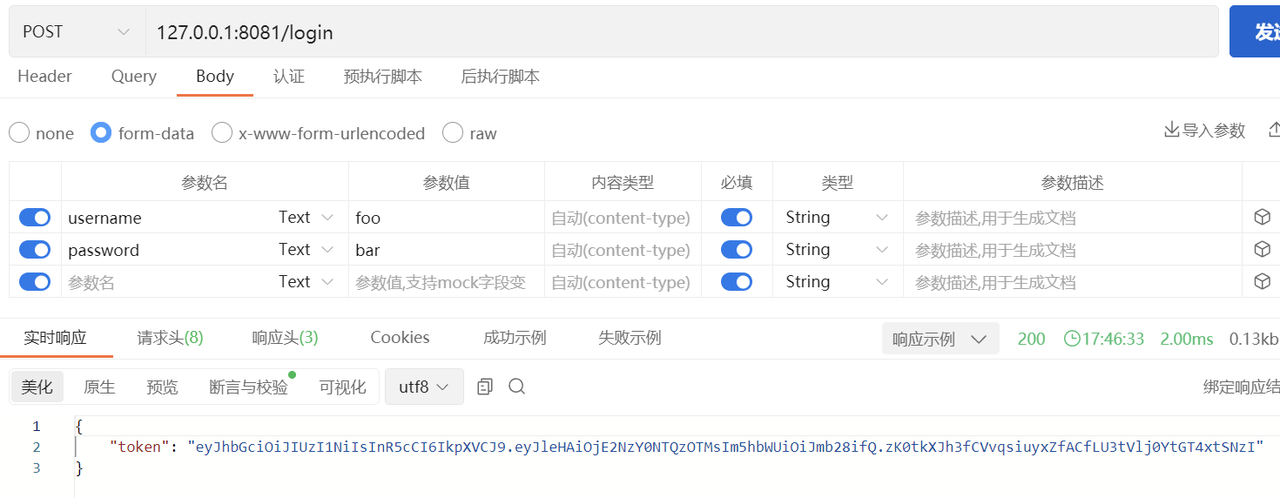 POST 127.0.0.1:8081/login 发送
Header Query Body 认证 预执行脚本 后执行脚本
none form-data x-www-form-urlencoded raw 导入参数
参数名 参数值 内容类型 必填 类型 参数描述
username Text foo 自动(content-type) String 参数描述,用于生成文档
password Text bar 自动(content-type) String 参数描述,用于生成文档
参数名 Text 参数值,支持mock字段变 自动(content-type) String 参数描述,用于生成文档
实时响应 请求头(8) 响应头(3) Cookies 成功示例 失败示例 响应示例 200 17:46:33 2.00ms 0.13kb
美化 原生 预览 断言与校验 可视化 utf8 绑定响应结
1 {
2 "token": "eyJhbGciOiJIUzI1NiIsInR5cCI6IkpXVCJ9.eyJleHAiOjE2NzY0NTQzOTMsIm5hbWUiOiJmb28ifQ.zK0tkXJh3fCVvqsiuyxZfACfLU3tVlj0YtGT4xtSNzI"
3 }